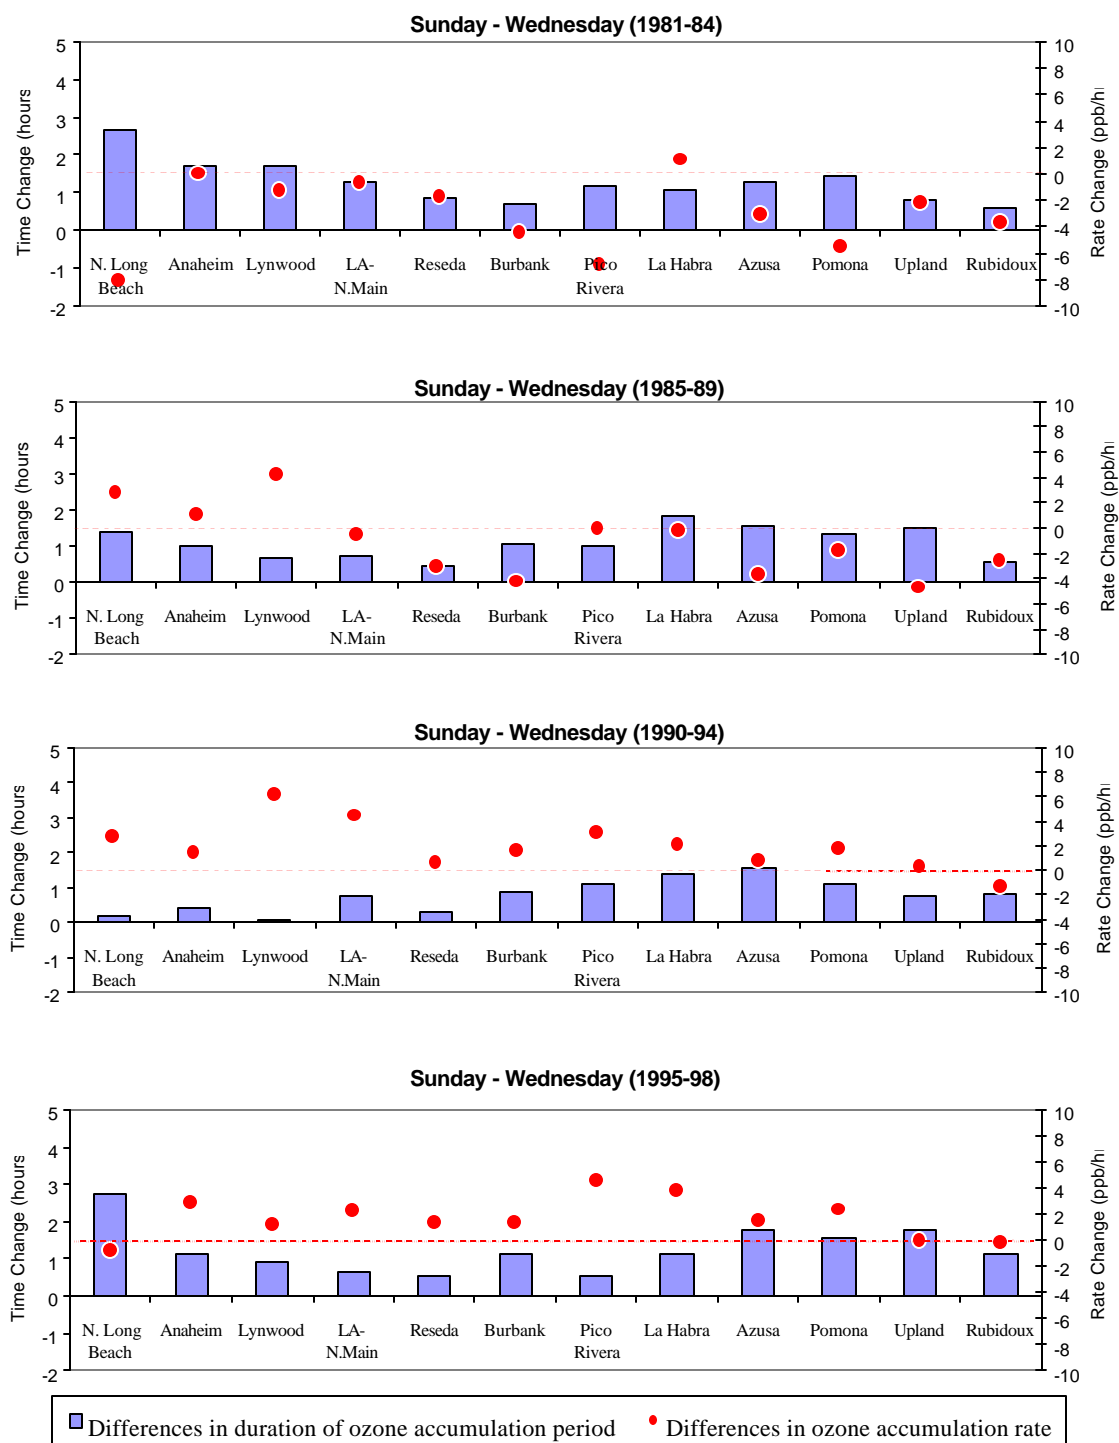 Sunday - Wednesday (1981-84)
Time Change (hours
5
4
3
2
1
0
-1
-2
10
8
6
4
2
0
-2
-4
-6
-8
-10
Rate Change (ppb/h
N. Long Beach
Anaheim
Lynwood
LA-N.Main
Reseda
Burbank
Pico Rivera
La Habra
Azusa
Pomona
Upland
Rubidoux
Sunday - Wednesday (1985-89)
Time Change (hours
5
4
3
2
1
0
-1
-2
10
8
6
4
2
0
-2
-4
-6
-8
-10
Rate Change (ppb/h
N. Long Beach
Anaheim
Lynwood
LA-N.Main
Reseda
Burbank
Pico Rivera
La Habra
Azusa
Pomona
Upland
Rubidoux
Sunday - Wednesday (1990-94)
Time Change (hours
5
4
3
2
1
0
-1
-2
10
8
6
4
2
0
-2
-4
-6
-8
-10
Rate Change (ppb/h
N. Long Beach
Anaheim
Lynwood
LA-N.Main
Reseda
Burbank
Pico Rivera
La Habra
Azusa
Pomona
Upland
Rubidoux
Sunday - Wednesday (1995-98)
Time Change (hours
5
4
3
2
1
0
-1
-2
10
8
6
4
2
0
-2
-4
-6
-8
-10
Rate Change (ppb/h
N. Long Beach
Anaheim
Lynwood
LA-N.Main
Reseda
Burbank
Pico Rivera
La Habra
Azusa
Pomona
Upland
Rubidoux
Differences in duration of ozone accumulation period
Differences in ozone accumulation rate